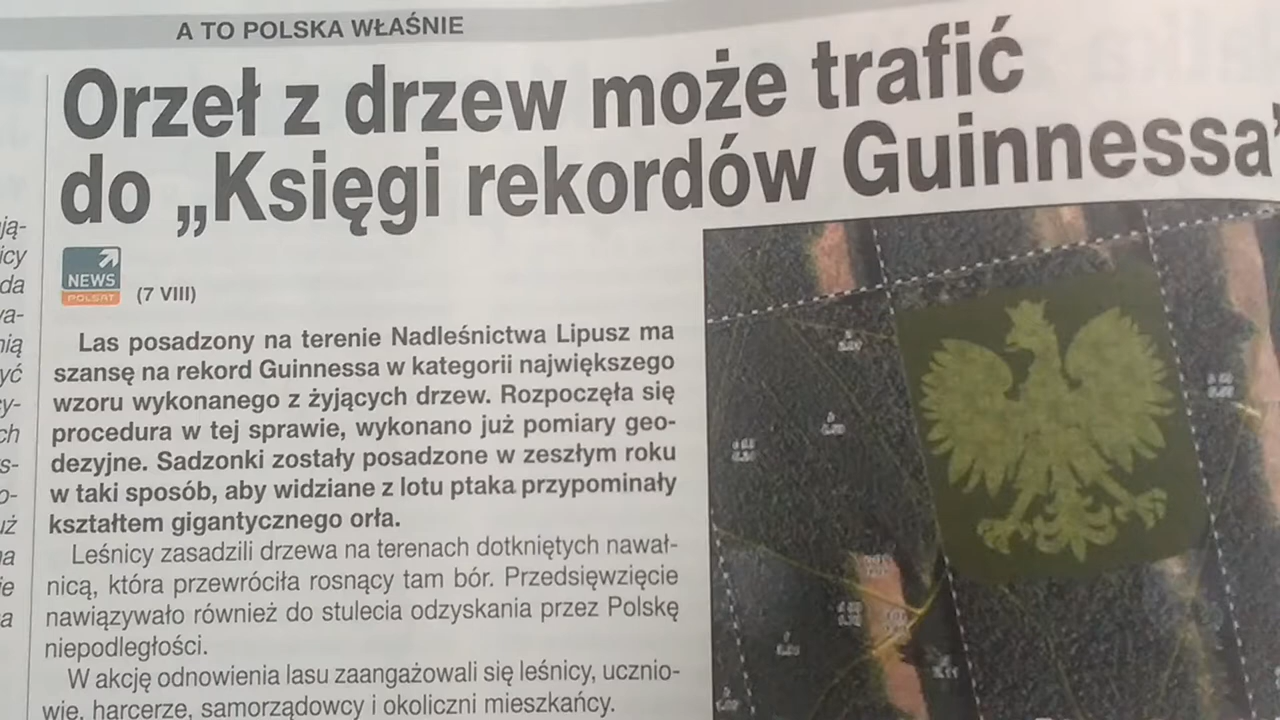 A TO POLSKA WŁAŚNIE
Orzeł z drzew może trafić
do „Księgi rekordów Guinnessa”
NEWS
POLSAT
(7 VIII)
Las posadzony na terenie Nadleśnictwa Lipusz ma
szansę na rekord Guinnessa w kategorii największego
wzoru wykonanego z żyjących drzew. Rozpoczęła się
procedura w tej sprawie, wykonano już pomiary geo-
dezyjne. Sadzonki zostały posadzone w zeszłym roku
w taki sposób, aby widziane z lotu ptaka przypominały
kształtem gigantycznego orła.
Leśnicy zasadzili drzewa na terenach dotkniętych nawał-
nicą, która przewróciła rosnący tam bór. Przedsięwzięcie
nawiązywało również do stulecia odzyskania przez Polskę
niepodległości.
W akcję odnowienia lasu zaangażowali się leśnicy, ucznio-
wie, harcerze, samorządowcy i okoliczni mieszkańcy.